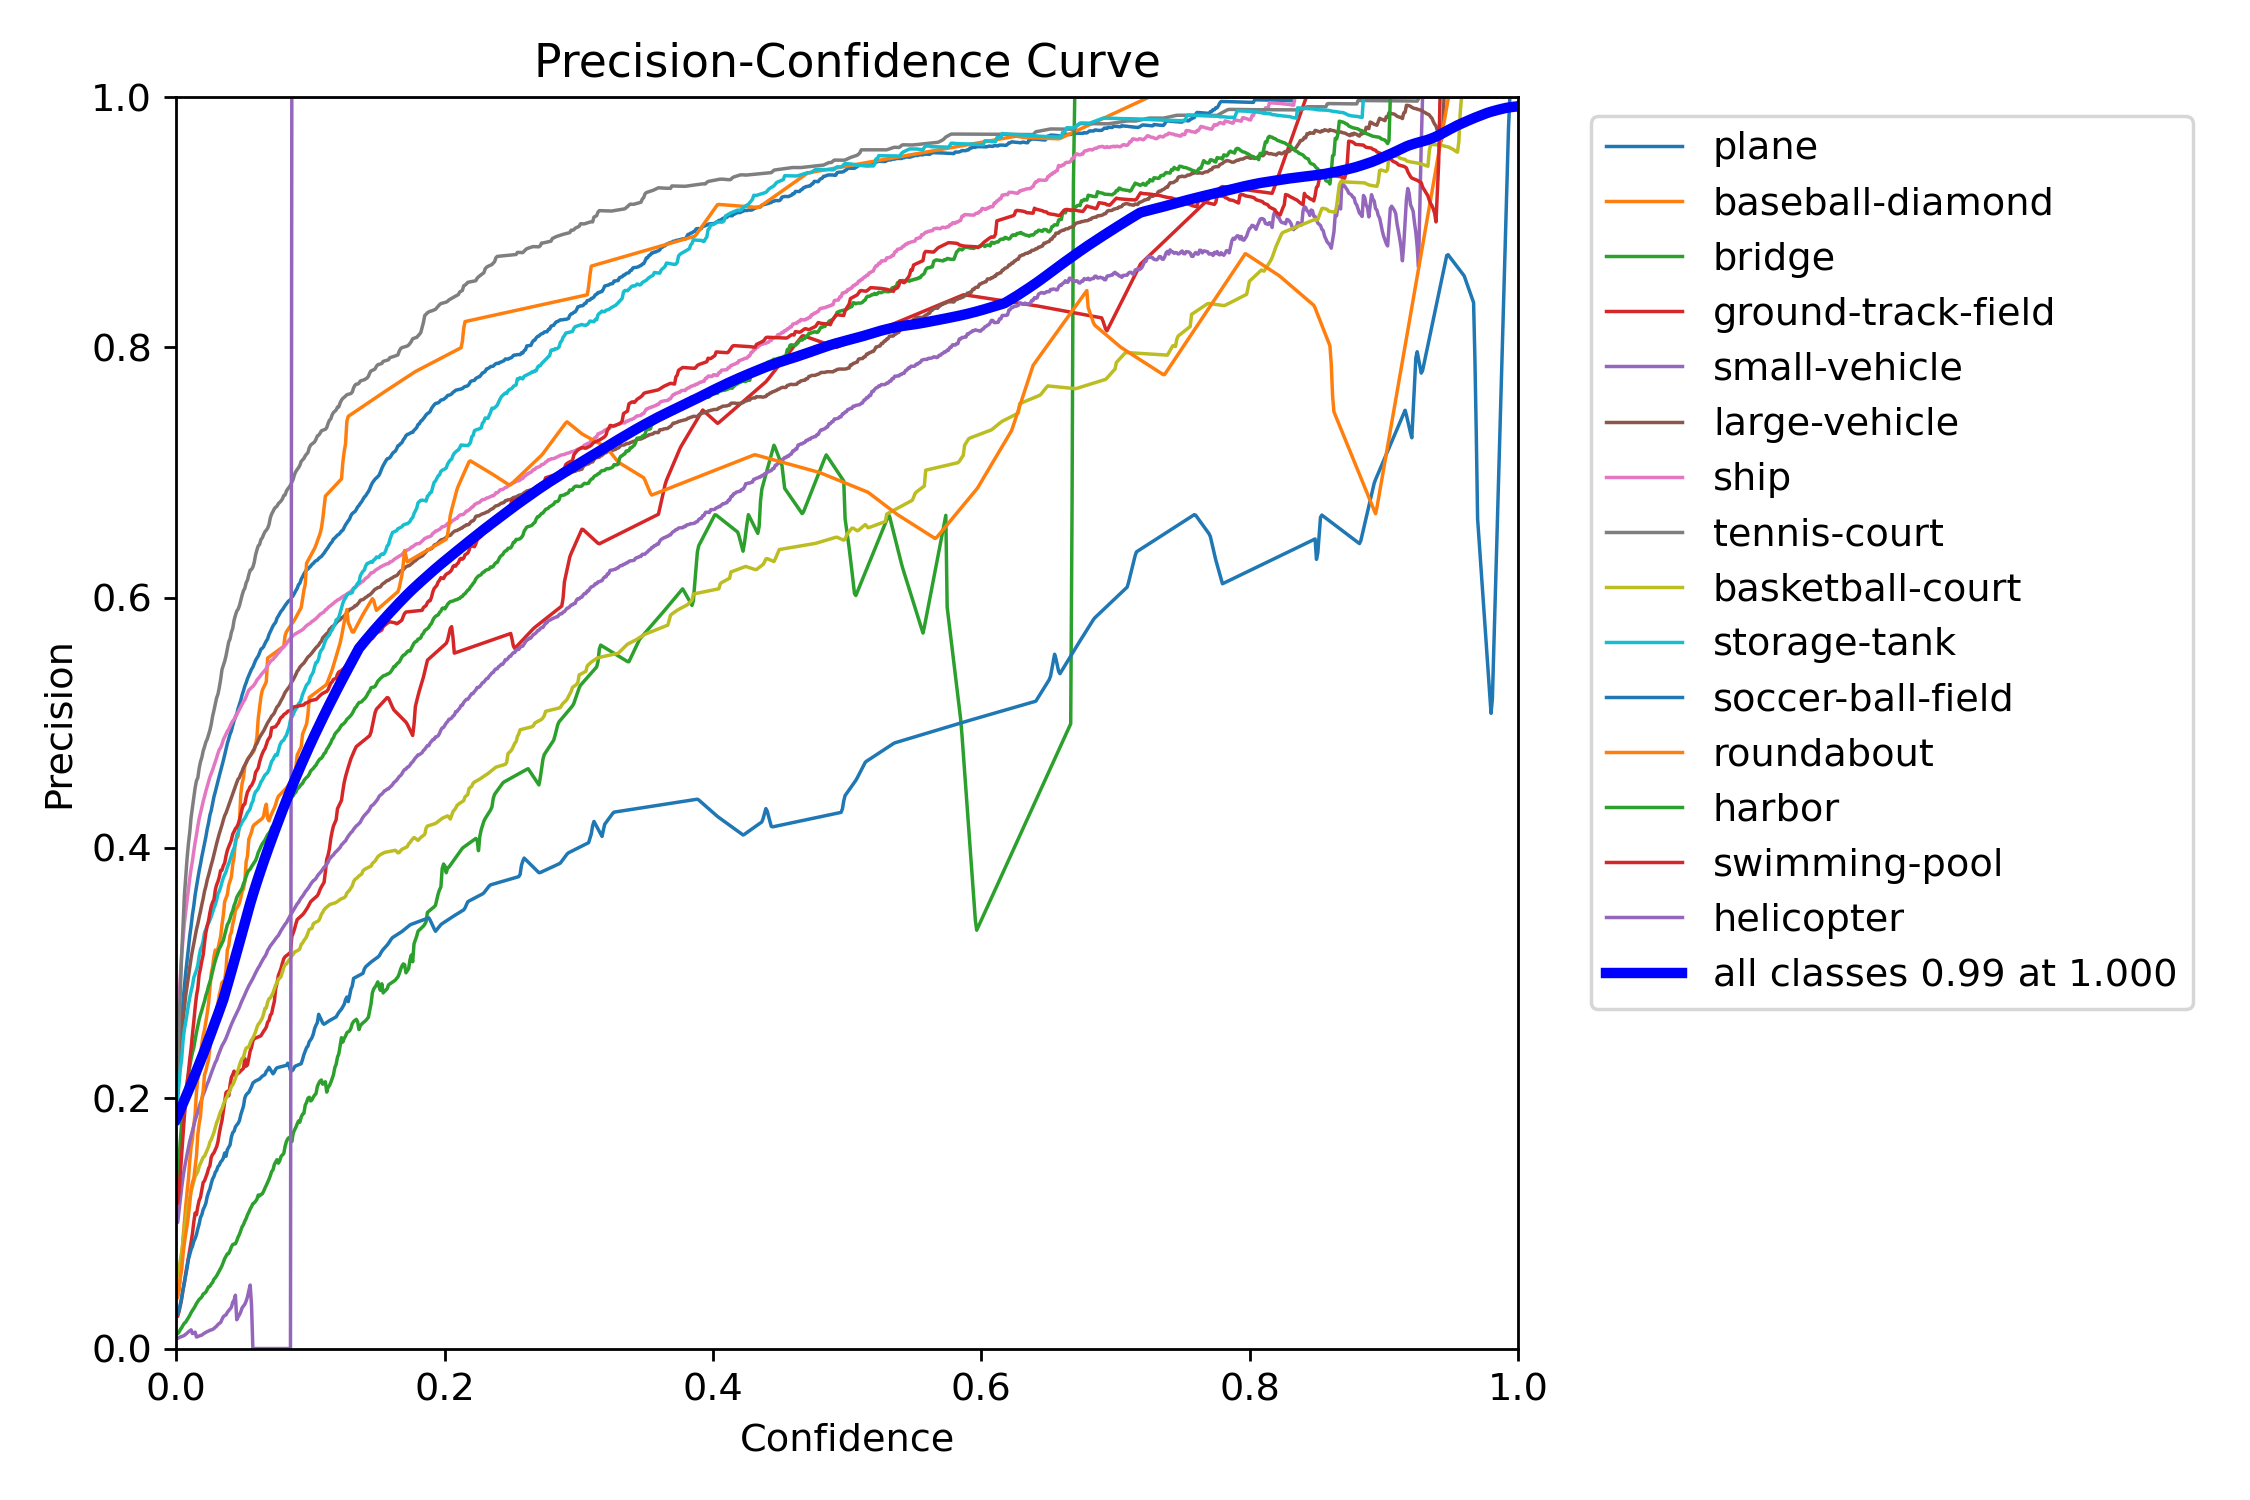 Precision-Confidence Curve
1.0
0.8
0.6
0.4
0.2
0.0
Precision
0.0 0.2 0.4 0.6 0.8 1.0
Confidence
plane
baseball-diamond
bridge
ground-track-field
small-vehicle
large-vehicle
ship
tennis-court
basketball-court
storage-tank
soccer-ball-field
roundabout
harbor
swimming-pool
helicopter
all classes 0.99 at 1.000